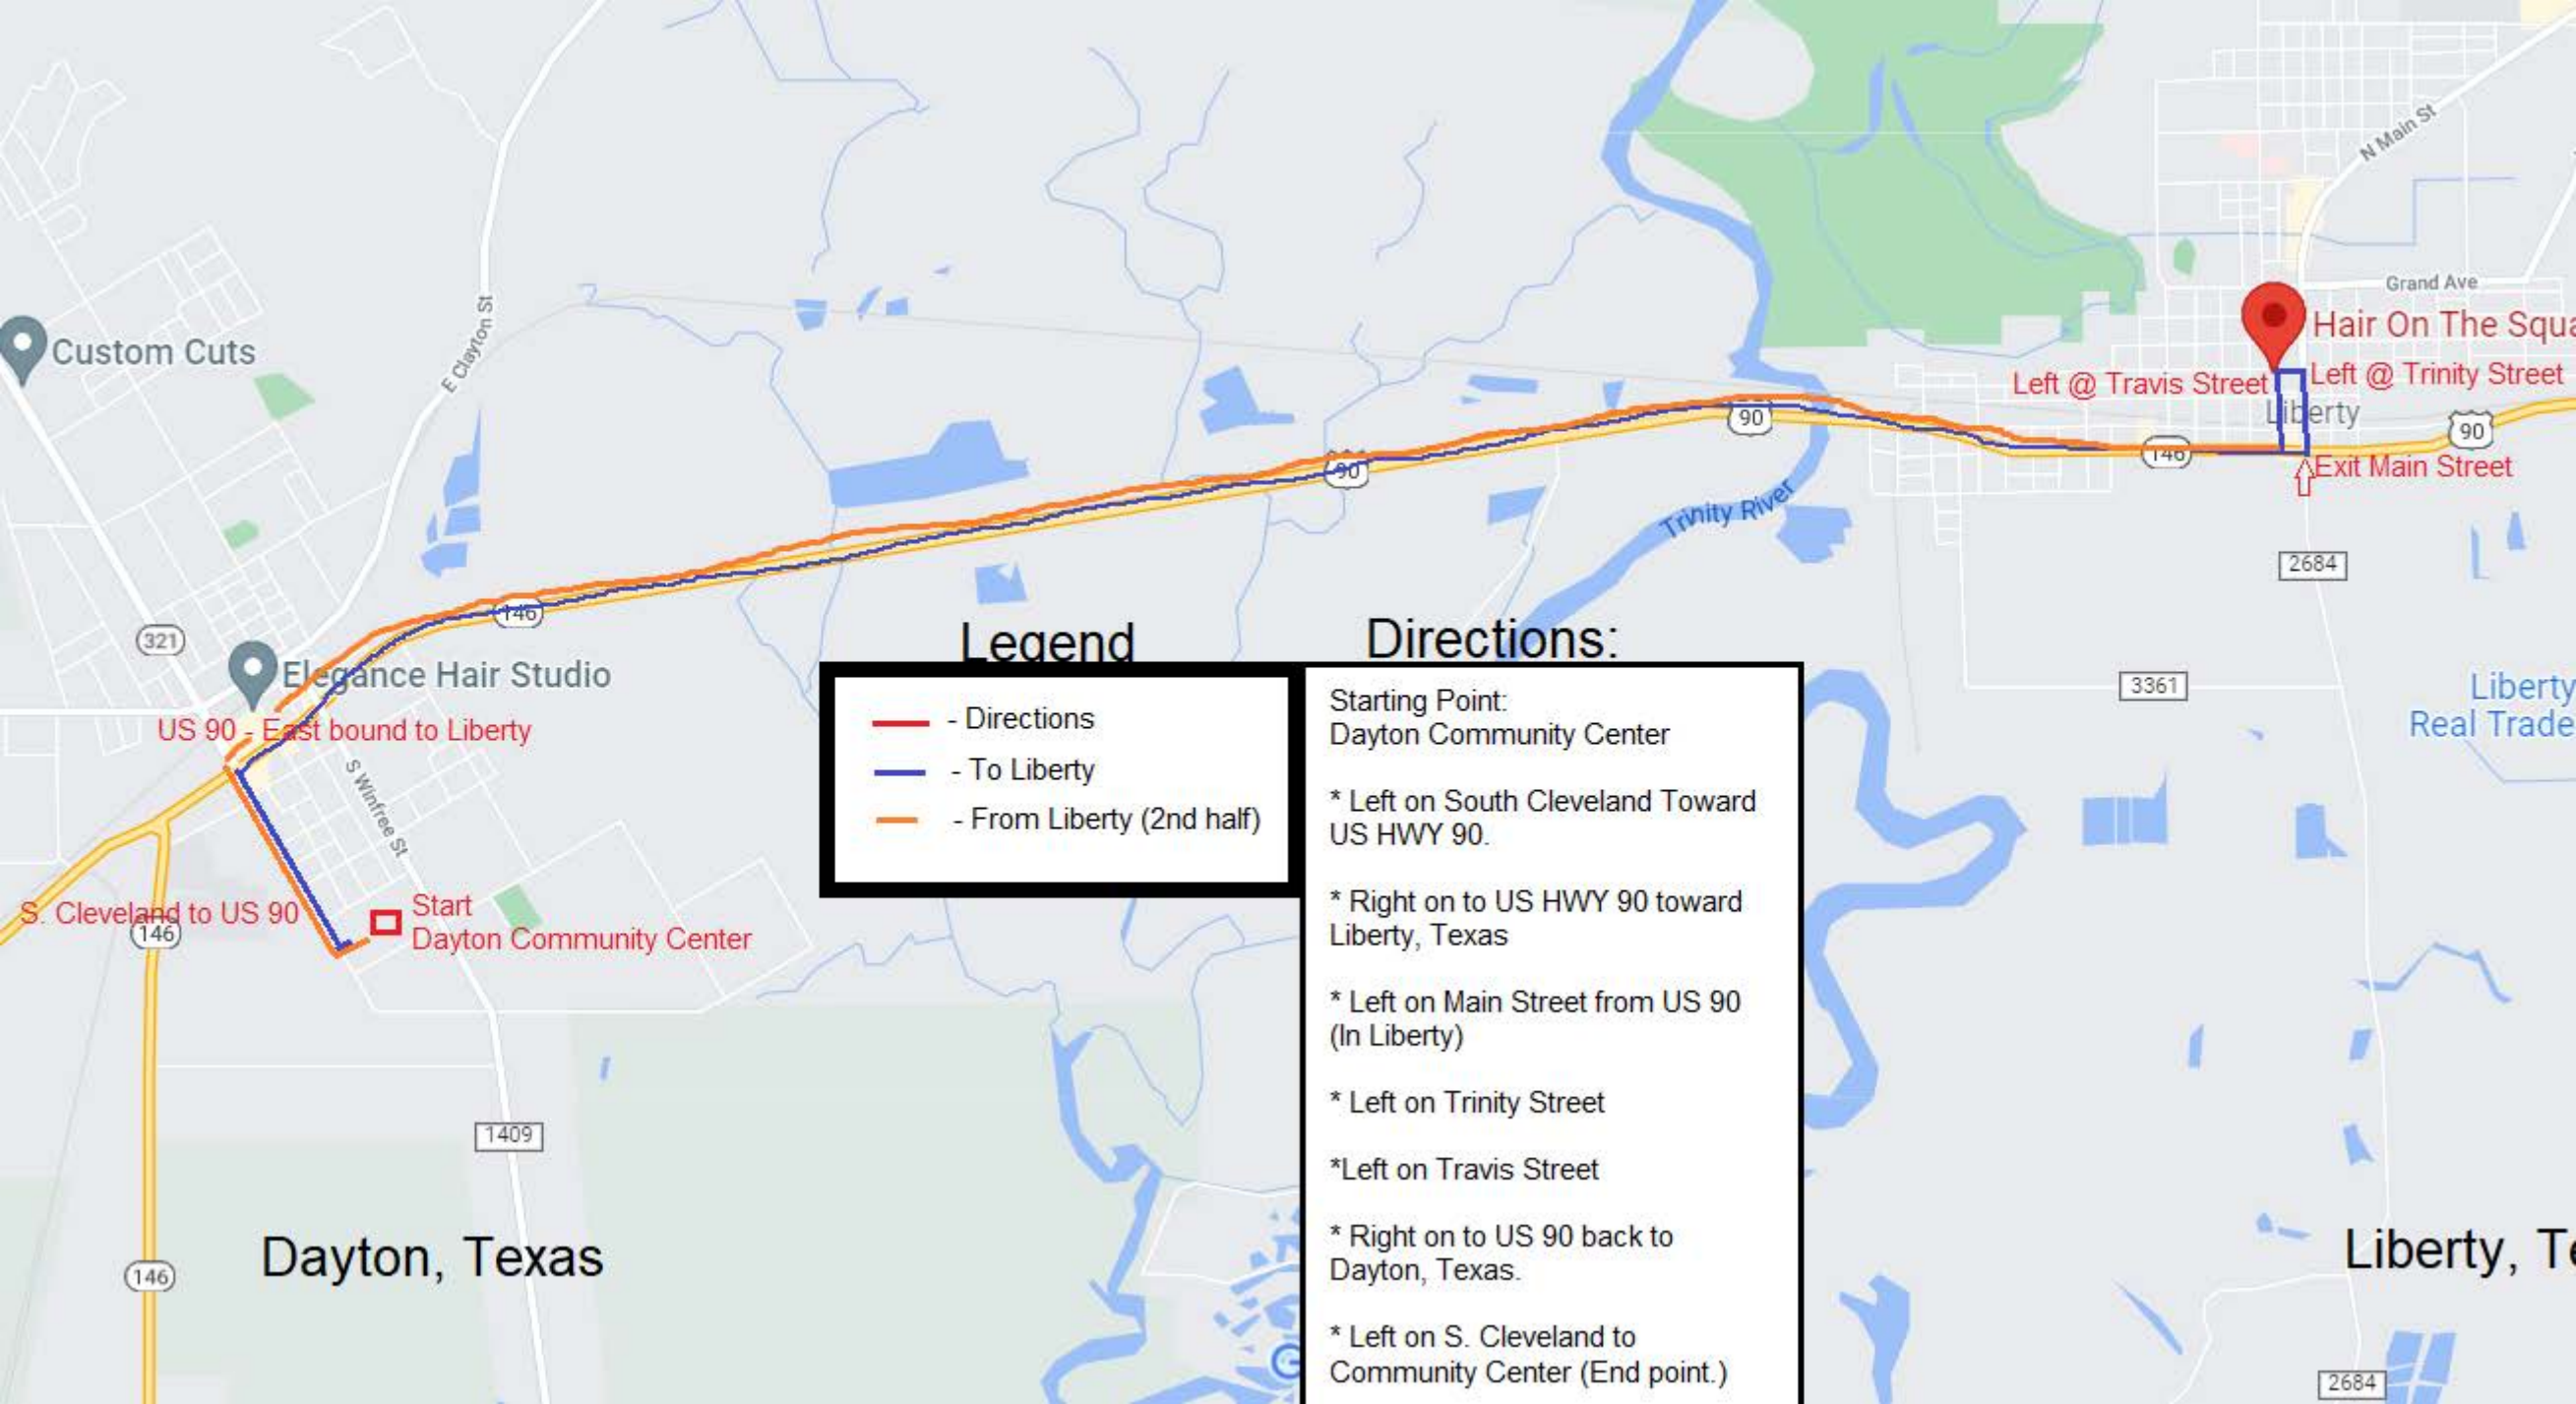 N Main St
Grand Ave
E Clayton St
Custom Cuts
Hair On The Squa
Left @ Travis Street
Left @ Trinity Street
Liberty
90
90
90
146
Exit Main Street
Trinity River
2684
146
321
Elegance Hair Studio
US 90 - East bound to Liberty
S Winfree St
3361
Liberty
Real Trade
Legend
- Directions
- To Liberty
- From Liberty (2nd half)
Directions:
Starting Point:
Dayton Community Center
* Left on South Cleveland Toward
US HWY 90.
* Right on to US HWY 90 toward
Liberty, Texas
* Left on Main Street from US 90
(In Liberty)
* Left on Trinity Street
*Left on Travis Street
* Right on to US 90 back to
Dayton, Texas.
* Left on S. Cleveland to
Community Center (End point.)
S. Cleveland to US 90
146
Start
Dayton Community Center
1409
Dayton, Texas
146
Liberty, Te
2684